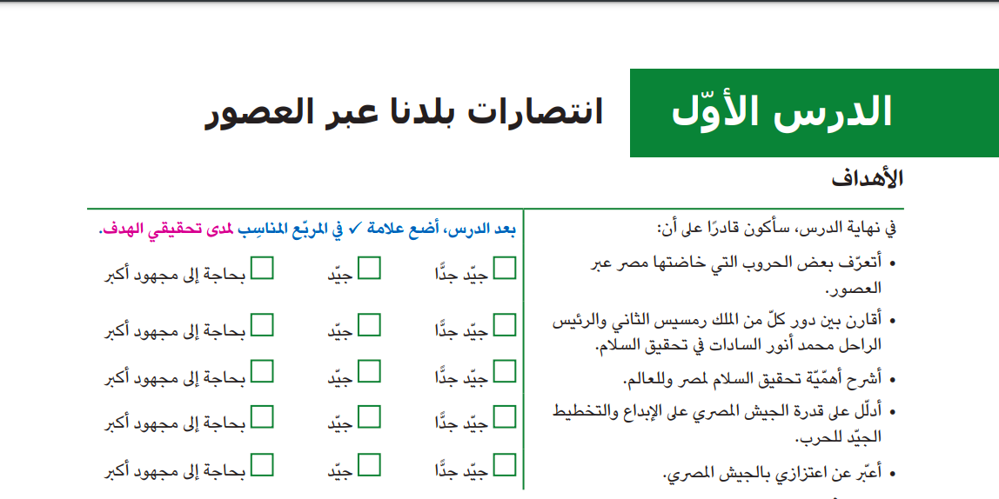 الدرس الأوّل
انتصارات بلدنا عبر العصور
الأهداف
في نهاية الدرس، سأكون قادرًا على أن:
بعد الدرس، أضع علامة ✓ في المربّع المناسِب لمدى تحقيقي الهدف.
• أتعرّف بعض الحروب التي خاضتها مصر عبر
العصور.
جيّد جدًّا جيّد بحاجة إلى مجهود أكبر
• أقارن بين دور كلّ من الملك رمسيس الثاني والرئيس
الراحل محمد أنور السادات في تحقيق السلام.
جيّد جدًّا جيّد بحاجة إلى مجهود أكبر
• أشرح أهمّيّة تحقيق السلام لمصر وللعالم.
جيّد جدًّا جيّد بحاجة إلى مجهود أكبر
• أدلّل على قدرة الجيش المصري على الإبداع والتخطيط
الجيّد للحرب.
جيّد جدًّا جيّد بحاجة إلى مجهود أكبر
• أعبّر عن اعتزازي بالجيش المصري.
جيّد جدًّا جيّد بحاجة إلى مجهود أكبر